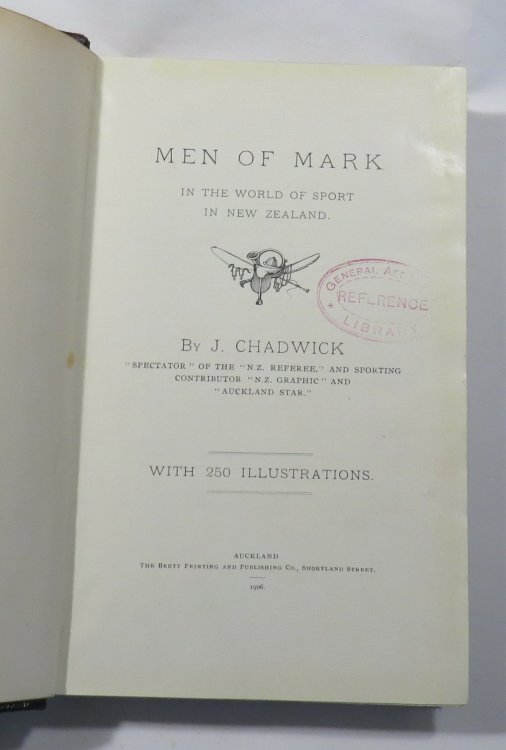 MEN OF MARK
IN THE WORLD OF SPORT
IN NEW ZEALAND.
GENERAL
REFERENCE
LIBRARY
By J. CHADWICK
"SPECTATOR" OF THE "N.Z. REFEREE," AND SPORTING
CONTRIBUTOR "N.Z. GRAPHIC" AND
"AUCKLAND STAR."
WITH 250 ILLUSTRATIONS.
AUCKLAND
THE BRETT PRINTING AND PUBLISHING CO., SHORTLAND STREET.
1906.